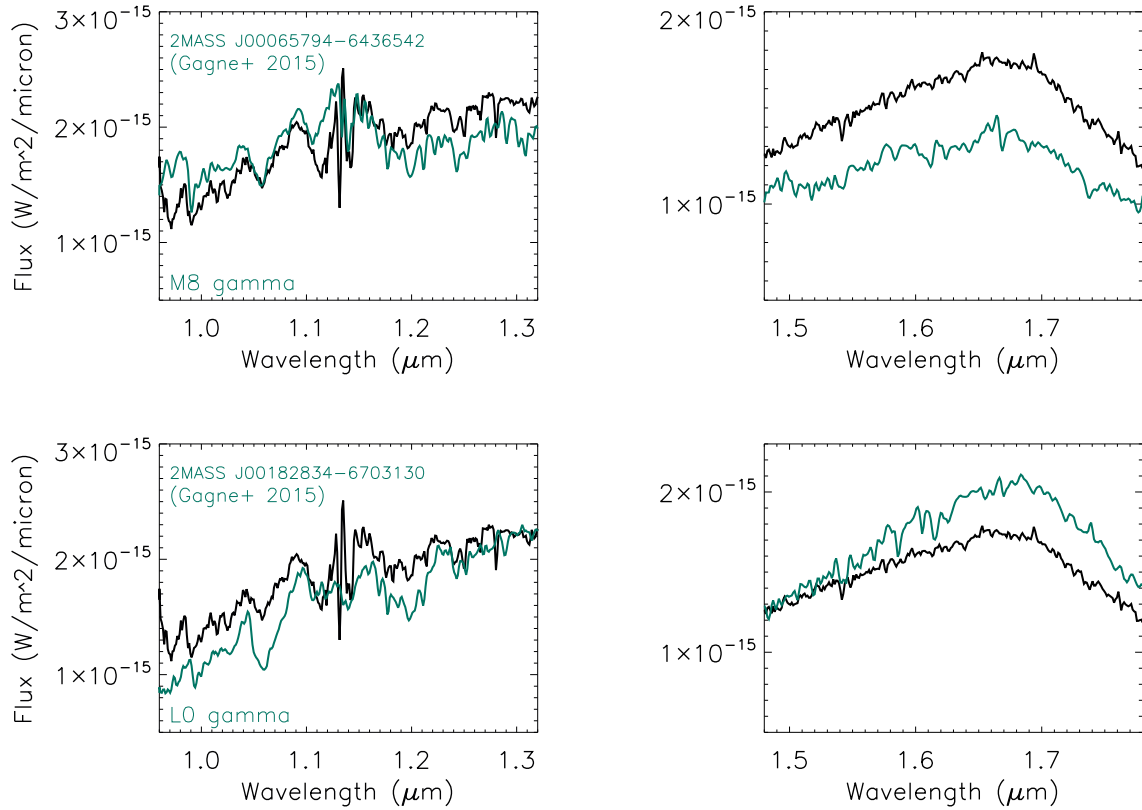 3×10⁻¹⁵
2×10⁻¹⁵
1×10⁻¹⁵
Flux (W/m^2/micron)
2MASS J00065794−6436542
(Gagne+ 2015)
M8 gamma
1.0 1.1 1.2 1.3
Wavelength (μm)
2×10⁻¹⁵
1×10⁻¹⁵
1.5 1.6 1.7
Wavelength (μm)
3×10⁻¹⁵
2×10⁻¹⁵
1×10⁻¹⁵
Flux (W/m^2/micron)
2MASS J00182834−6703130
(Gagne+ 2015)
L0 gamma
1.0 1.1 1.2 1.3
Wavelength (μm)
2×10⁻¹⁵
1×10⁻¹⁵
1.5 1.6 1.7
Wavelength (μm)